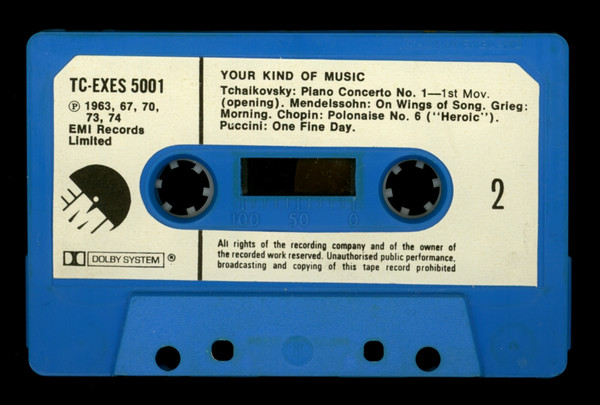 TC-EXES 5001
Ⓟ 1963, 67, 70,
73, 74
EMI Records
Limited
EMI
DOLBY SYSTEM ®
YOUR KIND OF MUSIC
Tchaikovsky: Piano Concerto No. 1—1st Mov.
(opening). Mendelssohn: On Wings of Song. Grieg:
Morning. Chopin: Polonaise No. 6 ("Heroic").
Puccini: One Fine Day.
100 50 0
2
All rights of the recording company and of the owner of
the recorded work reserved. Unauthorised public performance,
broadcasting and copying of this tape record prohibited